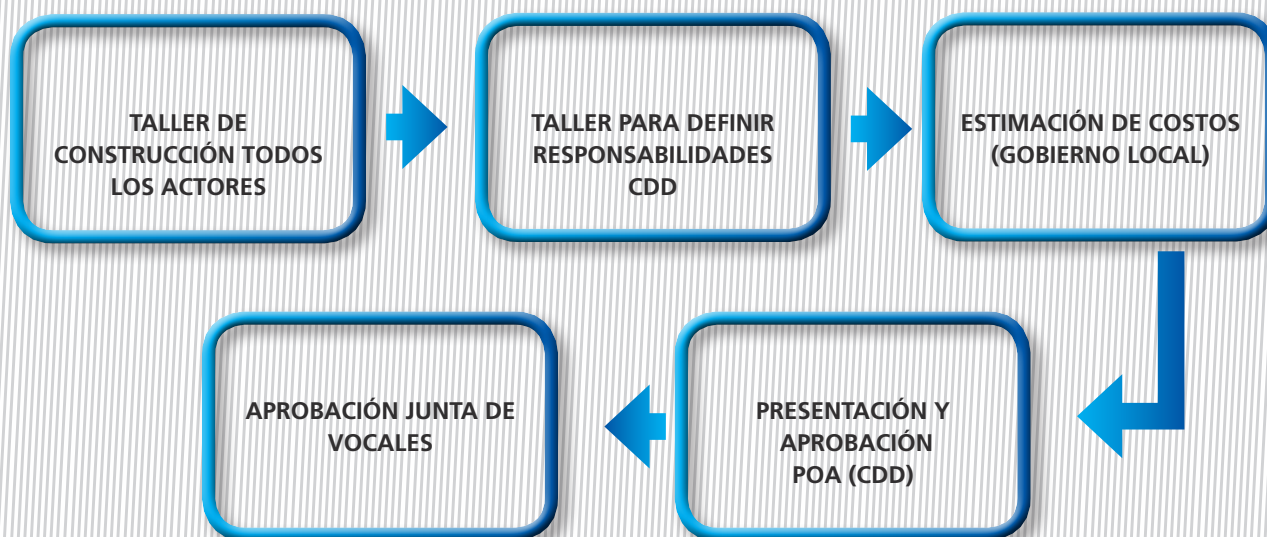 TALLER DE
CONSTRUCCIÓN TODOS
LOS ACTORES
TALLER PARA DEFINIR
RESPONSABILIDADES
CDD
ESTIMACIÓN DE COSTOS
(GOBIERNO LOCAL)
PRESENTACIÓN Y
APROBACIÓN
POA (CDD)
APROBACIÓN JUNTA DE
VOCALES